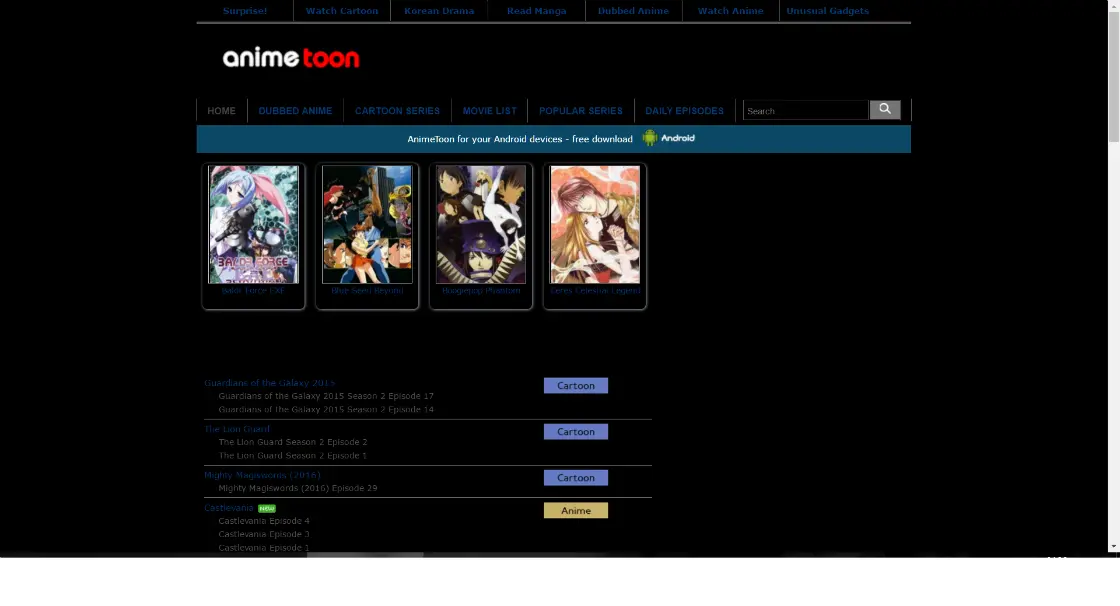 Surprise!
Watch Cartoon
Korean Drama
Read Manga
Dubbed Anime
Watch Anime
Unusual Gadgets
anime toon
HOME
DUBBED ANIME
CARTOON SERIES
MOVIE LIST
POPULAR SERIES
DAILY EPISODES
Search
AnimeToon for your Android devices - free download
Android
BALDR FORCE
Baldr Force EXE
Blue Seed Beyond
Boogiepop Phantom
Ceres Celestial Legend
Guardians of the Galaxy 2015
Cartoon
Guardians of the Galaxy 2015 Season 2 Episode 17
Guardians of the Galaxy 2015 Season 2 Episode 14
The Lion Guard
Cartoon
The Lion Guard Season 2 Episode 2
The Lion Guard Season 2 Episode 1
Mighty Magiswords (2016)
Cartoon
Mighty Magiswords (2016) Episode 29
Castlevania NEW
Anime
Castlevania Episode 4
Castlevania Episode 3
Castlevania Episode 1